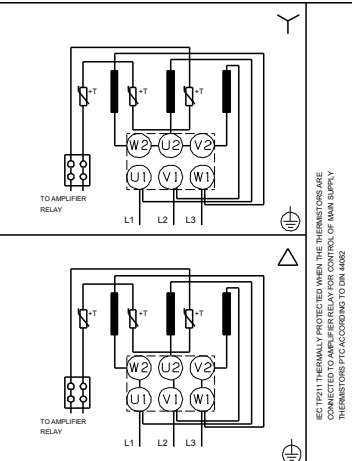 +T
+T
+T
W2 U2 V2
U1 V1 W1
TO AMPLIFIER
RELAY
L1 L2 L3
+T
+T
+T
W2 U2 V2
U1 V1 W1
TO AMPLIFIER
RELAY
L1 L2 L3
IEC TP211 THERMALLY PROTECTED WHEN THE THERMISTORS ARE
CONNECTED TO AMPLIFIER RELAY FOR CONTROL OF MAIN SUPPLY
THERMISTORS PTC ACCORDING TO DIN 44082